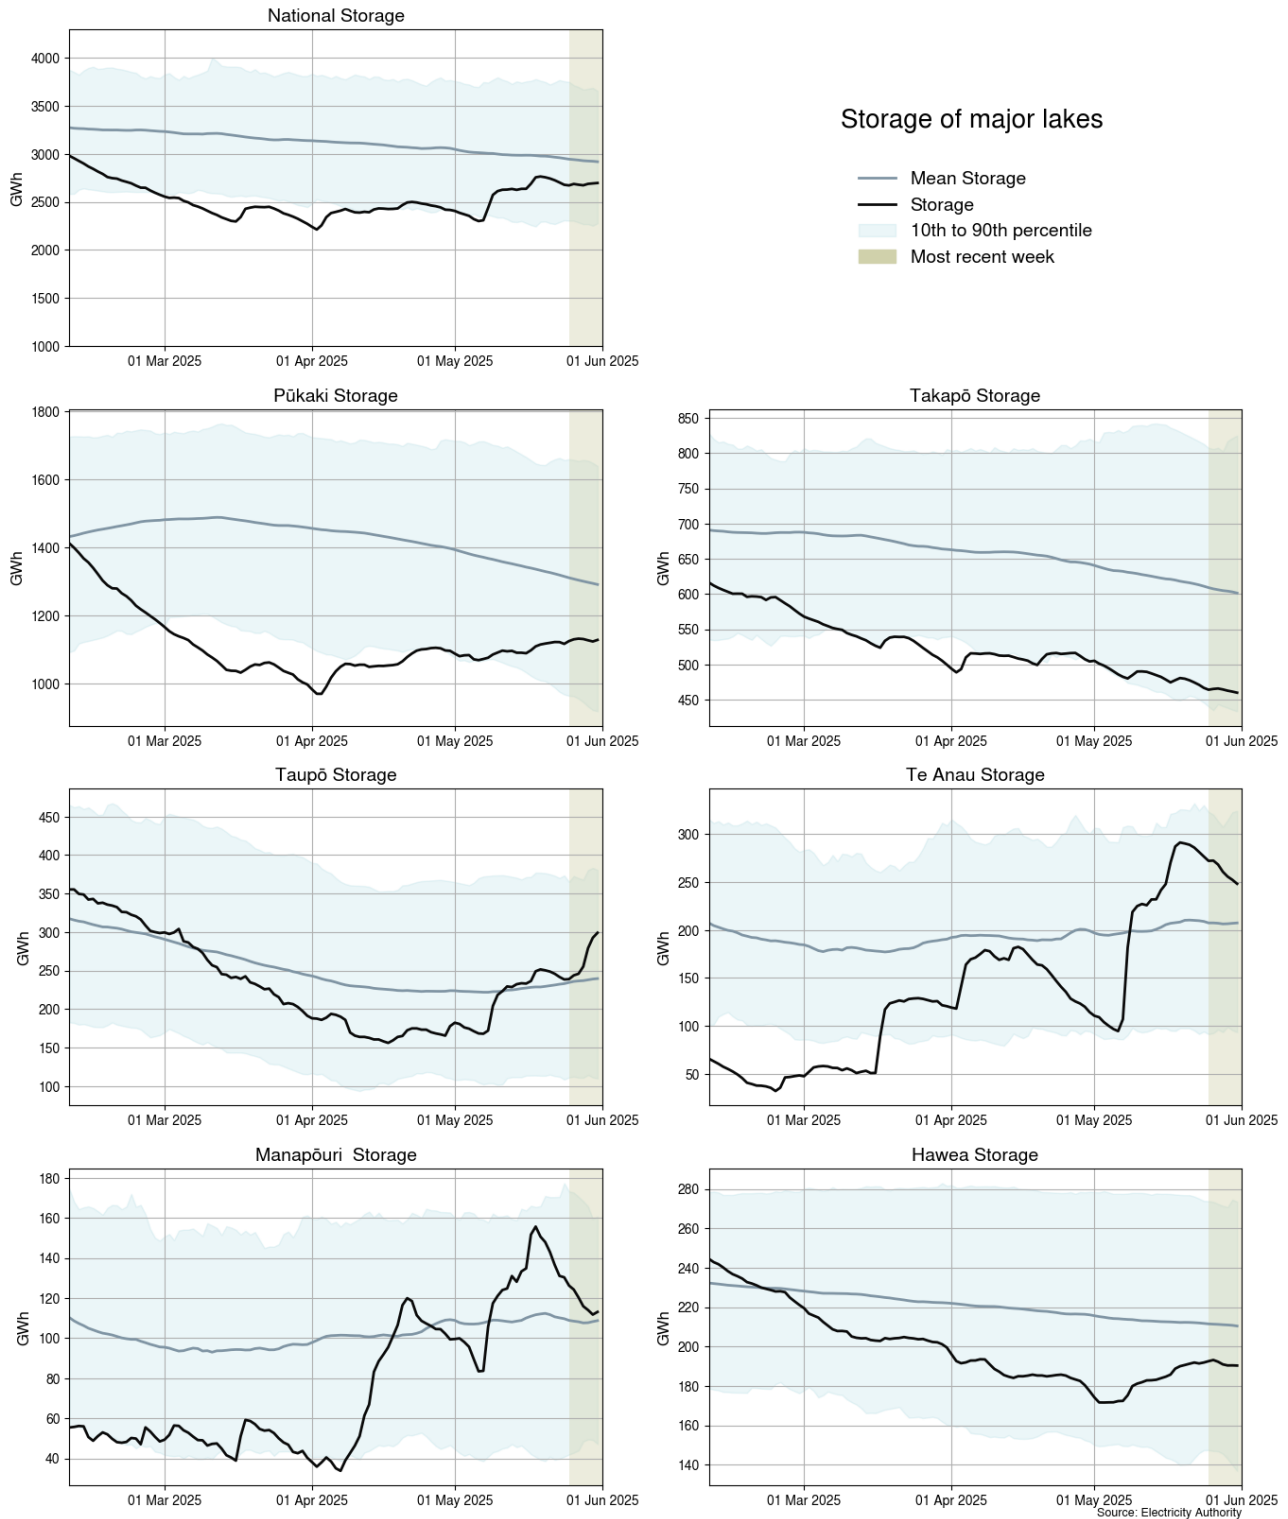 National Storage
4000
3500
3000
2500
2000
1500
1000
GWh
01 Mar 2025 01 Apr 2025 01 May 2025 01 Jun 2025
Storage of major lakes
Mean Storage
Storage
10th to 90th percentile
Most recent week
Pūkaki Storage
1800
1600
1400
1200
1000
GWh
01 Mar 2025 01 Apr 2025 01 May 2025 01 Jun 2025
Takapō Storage
850
800
750
700
650
600
550
500
450
GWh
01 Mar 2025 01 Apr 2025 01 May 2025 01 Jun 2025
Taupō Storage
450
400
350
300
250
200
150
100
GWh
01 Mar 2025 01 Apr 2025 01 May 2025 01 Jun 2025
Te Anau Storage
300
250
200
150
100
50
GWh
01 Mar 2025 01 Apr 2025 01 May 2025 01 Jun 2025
Manapōuri  Storage
180
160
140
120
100
80
60
40
GWh
01 Mar 2025 01 Apr 2025 01 May 2025 01 Jun 2025
Hawea Storage
280
260
240
220
200
180
160
140
GWh
01 Mar 2025 01 Apr 2025 01 May 2025 01 Jun 2025
Source: Electricity Authority